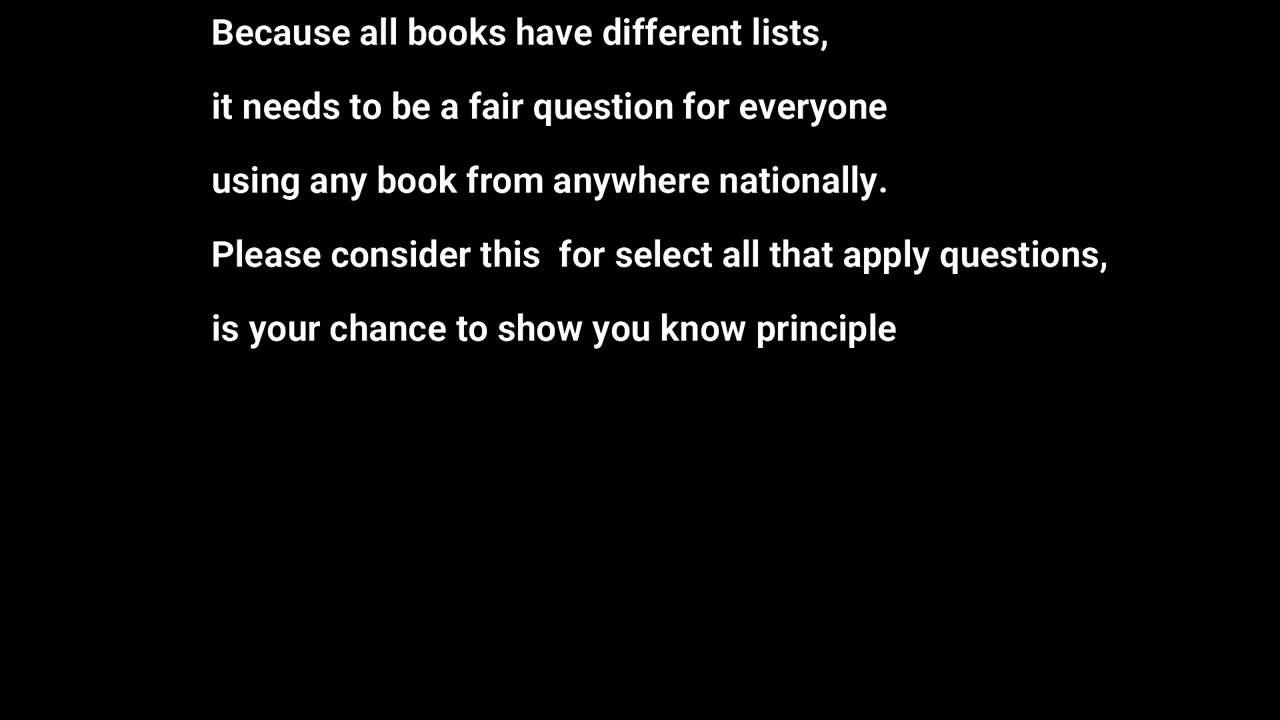 Because all books have different lists,
it needs to be a fair question for everyone
using any book from anywhere nationally.
Please consider this  for select all that apply questions,
is your chance to show you know principle